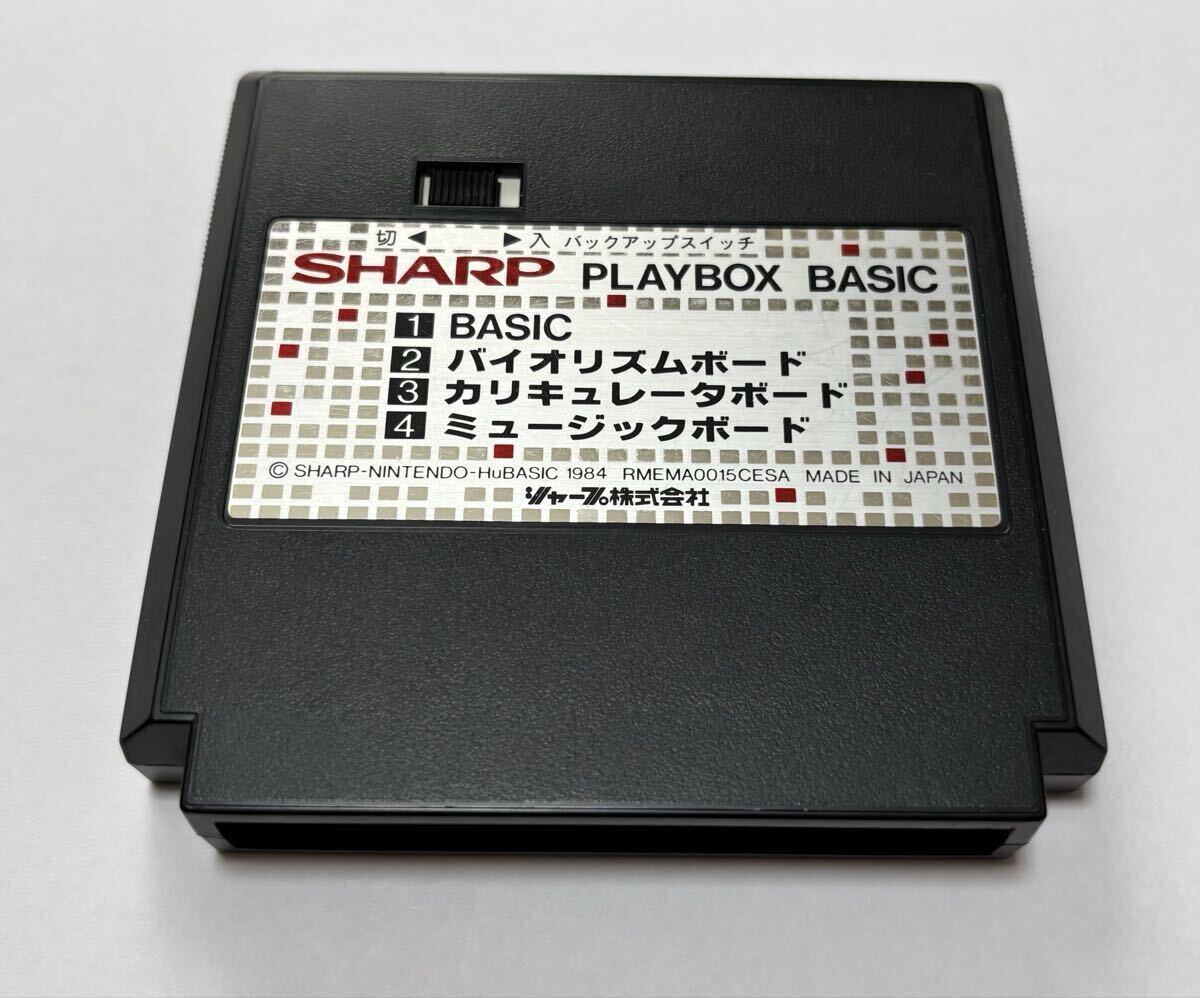 切 ◀ ▶ 入 バックアップスイッチ
SHARP PLAYBOX BASIC
1 BASIC
2 バイオリズムボード
3 カリキュレータボード
4 ミュージックボード
© SHARP-NINTENDO-HuBASIC 1984 RMEMA0015CESA MADE IN JAPAN
シャープ株式会社